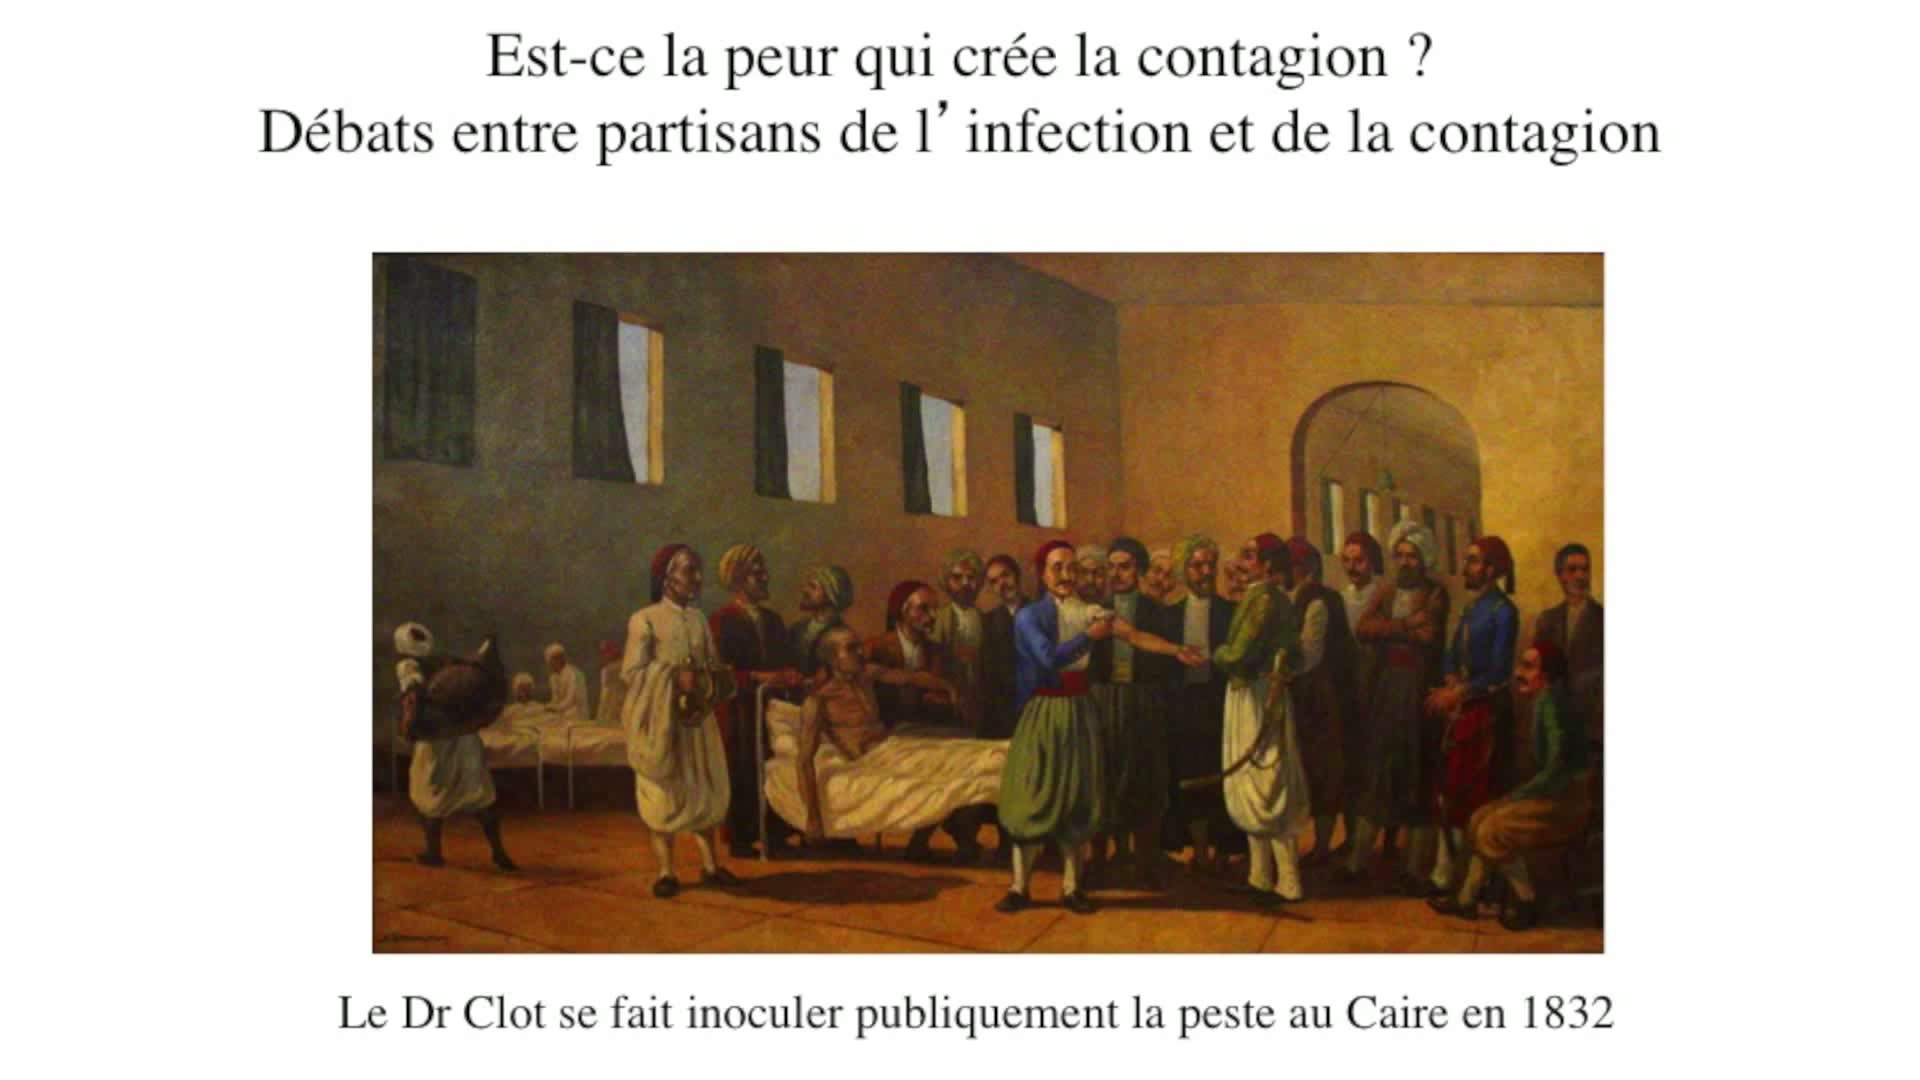 Est-ce la peur qui crée la contagion ?
Débats entre partisans de l’infection et de la contagion
Le Dr Clot se fait inoculer publiquement la peste au Caire en 1832